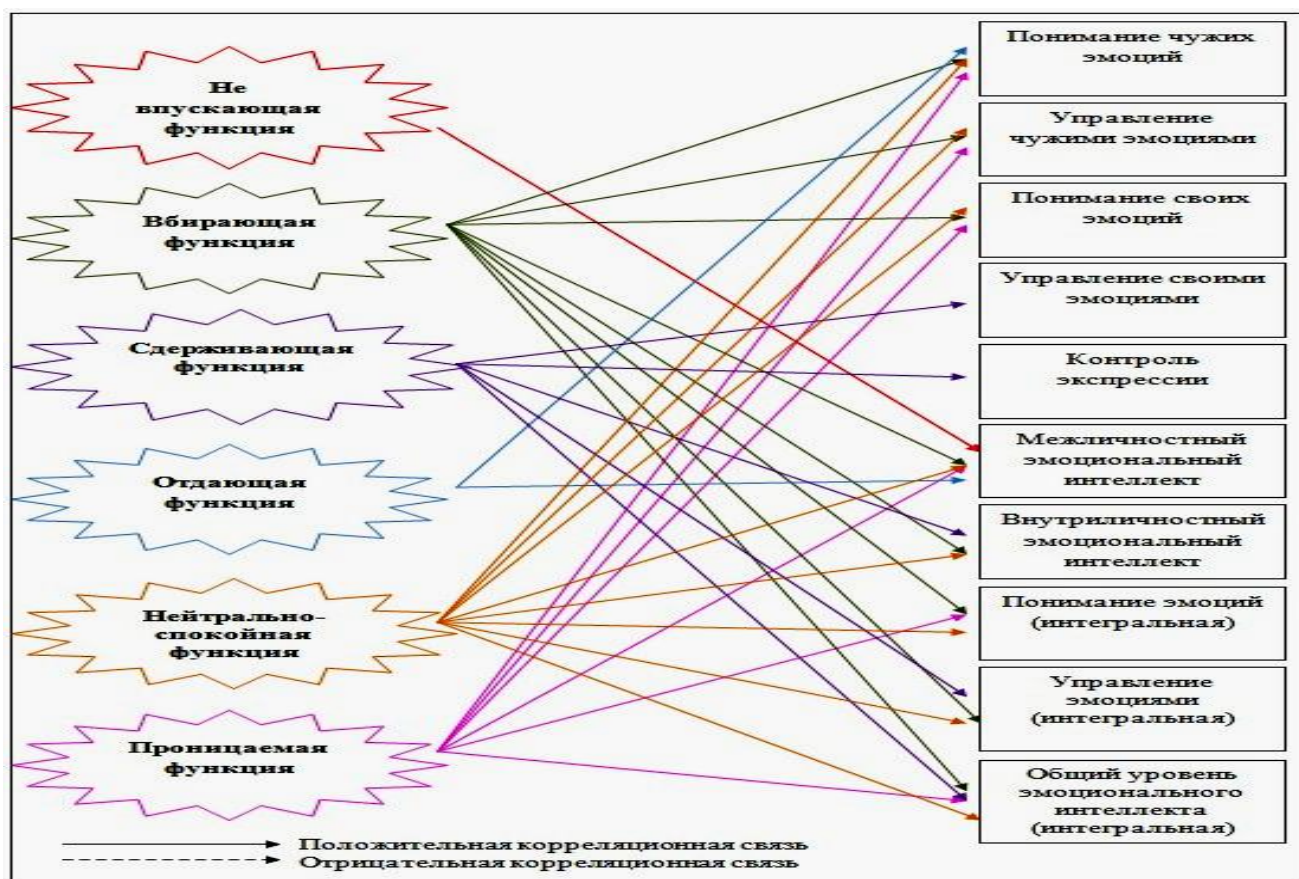 Не
впускающая
функция
Вбирающая
функция
Сдерживающая
функция
Отдающая
функция
Нейтрально-
спокойная
функция
Проницаемая
функция
Понимание чужих
эмоций
Управление
чужими эмоциями
Понимание своих
эмоций
Управление своими
эмоциями
Контроль
экспрессии
Межличностный
эмоциональный
интеллект
Внутриличностный
эмоциональный
интеллект
Понимание эмоций
(интегральная)
Управление
эмоциями
(интегральная)
Общий уровень
эмоционального
интеллекта
(интегральная)
Положительная корреляционная связь
Отрицательная корреляционная связь